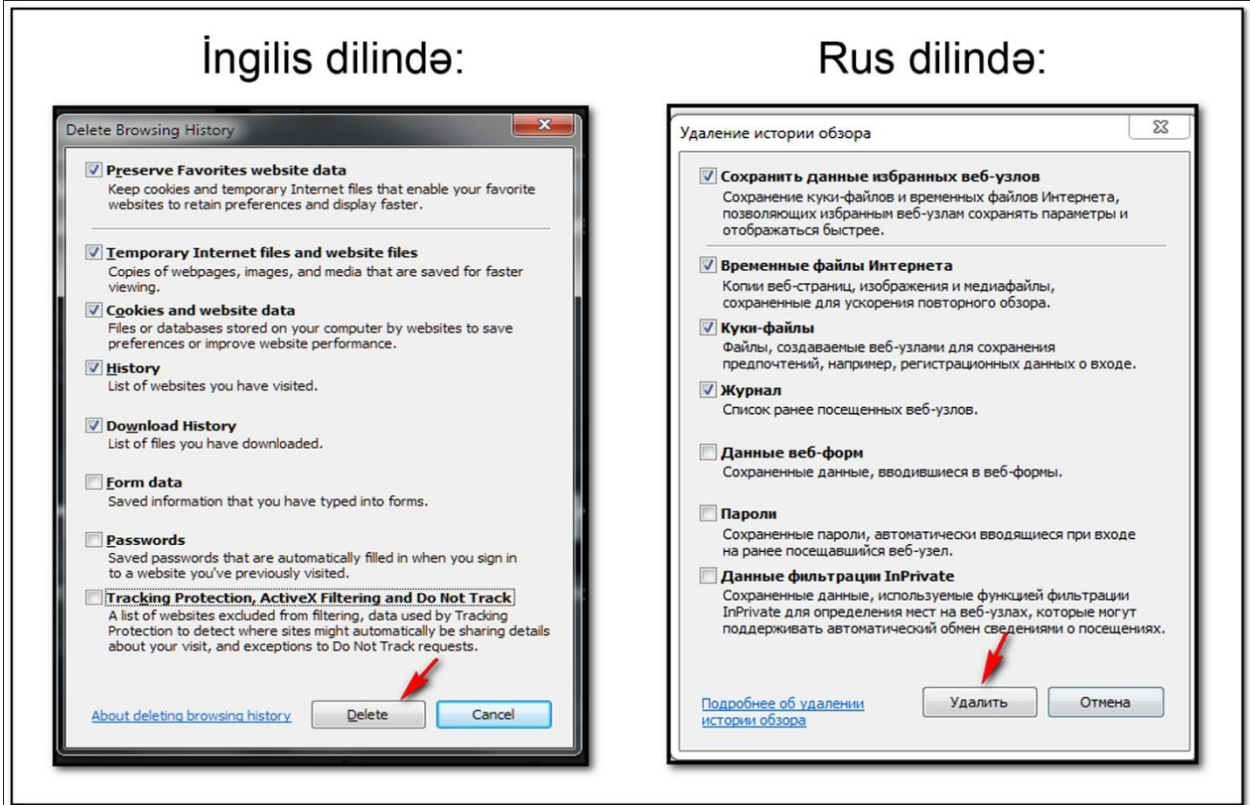 İngilis dilində:
Delete Browsing History
Preserve Favorites website data
Keep cookies and temporary Internet files that enable your favorite
websites to retain preferences and display faster.
Temporary Internet files and website files
Copies of webpages, images, and media that are saved for faster
viewing.
Cookies and website data
Files or databases stored on your computer by websites to save
preferences or improve website performance.
History
List of websites you have visited.
Download History
List of files you have downloaded.
Form data
Saved information that you have typed into forms.
Passwords
Saved passwords that are automatically filled in when you sign in
to a website you've previously visited.
Tracking Protection, ActiveX Filtering and Do Not Track
A list of websites excluded from filtering, data used by Tracking
Protection to detect where sites might automatically be sharing details
about your visit, and exceptions to Do Not Track requests.
About deleting browsing history
Delete
Cancel
Rus dilində:
Удаление истории обзора
Сохранить данные избранных веб-узлов
Сохранение куки-файлов и временных файлов Интернета,
позволяющих избранным веб-узлам сохранять параметры и
отображаться быстрее.
Временные файлы Интернета
Копии веб-страниц, изображения и медиафайлы,
сохраненные для ускорения повторного обзора.
Куки-файлы
Файлы, создаваемые веб-узлами для сохранения
предпочтений, например, регистрационных данных о входе.
Журнал
Список ранее посещенных веб-узлов.
Данные веб-форм
Сохраненные данные, вводившиеся в веб-формы.
Пароли
Сохраненные пароли, автоматически вводящиеся при входе
на ранее посещавшийся веб-узел.
Данные фильтрации InPrivate
Сохраненные данные, используемые функцией фильтрации
InPrivate для определения мест на веб-узлах, которые могут
поддерживать автоматический обмен сведениями о посещениях.
Подробнее об удалении
истории обзора
Удалить
Отмена